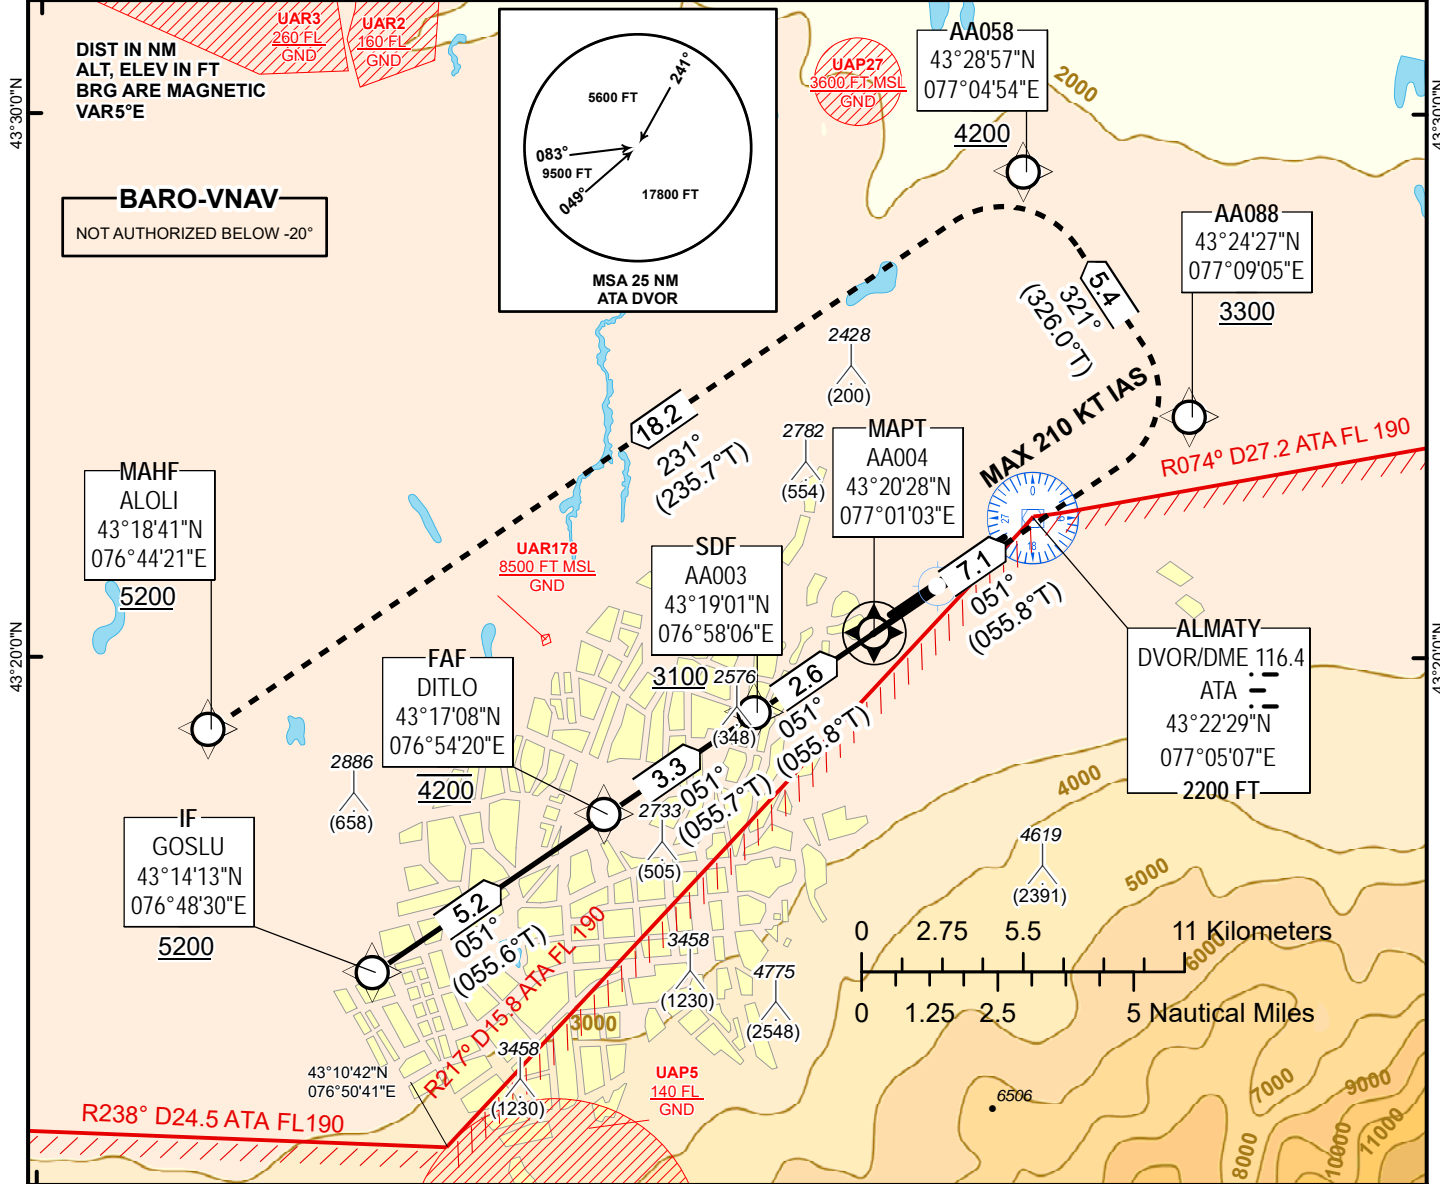 UAR3
260 FL
GND
UAR2
160 FL
GND
DIST IN NM
ALT, ELEV IN FT
BRG ARE MAGNETIC
VAR5°E
BARO-VNAV
NOT AUTHORIZED BELOW -20°
241°
5600 FT
083°
9500 FT
049°
17800 FT
MSA 25 NM
ATA DVOR
UAP27
3600 FT MSL
GND
AA058
43°28'57"N
077°04'54"E
4200
2000
43°30'0"N
43°30'0"N
AA088
43°24'27"N
077°09'05"E
3300
5.4
321°
(326.0°T)
MAX 210 KT IAS
2428
(200)
2782
(554)
18.2
231°
(235.7°T)
MAPT
AA004
43°20'28"N
077°01'03"E
R074° D27.2 ATA FL 190
0
9
18
27
MAHF
ALOLI
43°18'41"N
076°44'21"E
5200
UAR178
8500 FT MSL
GND
SDF
AA003
43°19'01"N
076°58'06"E
3100
2576
(348)
7.1
051°
(055.8°T)
ALMATY
DVOR/DME 116.4
ATA
43°22'29"N
077°05'07"E
2200 FT
43°20'0"N
43°20'0"N
FAF
DITLO
43°17'08"N
076°54'20"E
4200
2.6
051°
(055.8°T)
3.3
051°
(055.7°T)
2886
(658)
2733
(505)
IF
GOSLU
43°14'13"N
076°48'30"E
5200
5.2
051°
(055.6°T)
4000
4619
(2391)
5000
0 2.75 5.5 11 Kilometers
0 1.25 2.5 5 Nautical Miles
6000
3458
(1230)
4775
(2548)
3000
R217° D15.8 ATA FL 190
3458
(1230)
43°10'42"N
076°50'41"E
R238° D24.5 ATA FL190
UAP5
140 FL
GND
6506
7000
9000
8000
10000
11000